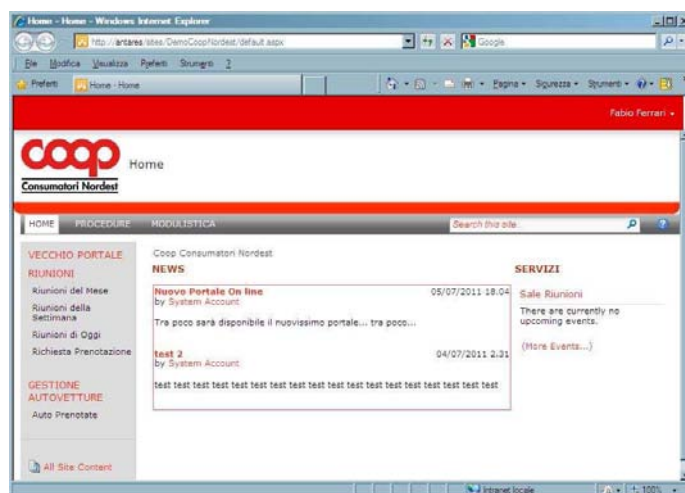 Home - Home - Windows Internet Explorer
http://antares/sites/DemoCoopNordest/default.aspx
Google
File Modifica Visualizza Preferiti Strumenti ?
Preferiti Home - Home Pagina Sicurezza Strumenti
Fabio Ferrari
coop Home
Consumatori Nordest
HOME PROCEDURE MODULISTICA Search this site...
VECCHIO PORTALE
RIUNIONI
Riunioni del Mese
Riunioni della
Settimana
Riunioni di Oggi
Richiesta Prenotazione
GESTIONE
AUTOVETTURE
Auto Prenotate
All Site Content
Coop Consumatori Nordest
NEWS
Nuovo Portale On line 05/07/2011 18.04
by System Account
Tra poco sarà disponibile il nuovissimo portale... tra poco...
test 2 04/07/2011 2.31
by System Account
test test test test test test test test test test test test test test test test test test
SERVIZI
Sale Riunioni
There are currently no
upcoming events.
(More Events...)
Intranet locale 100%